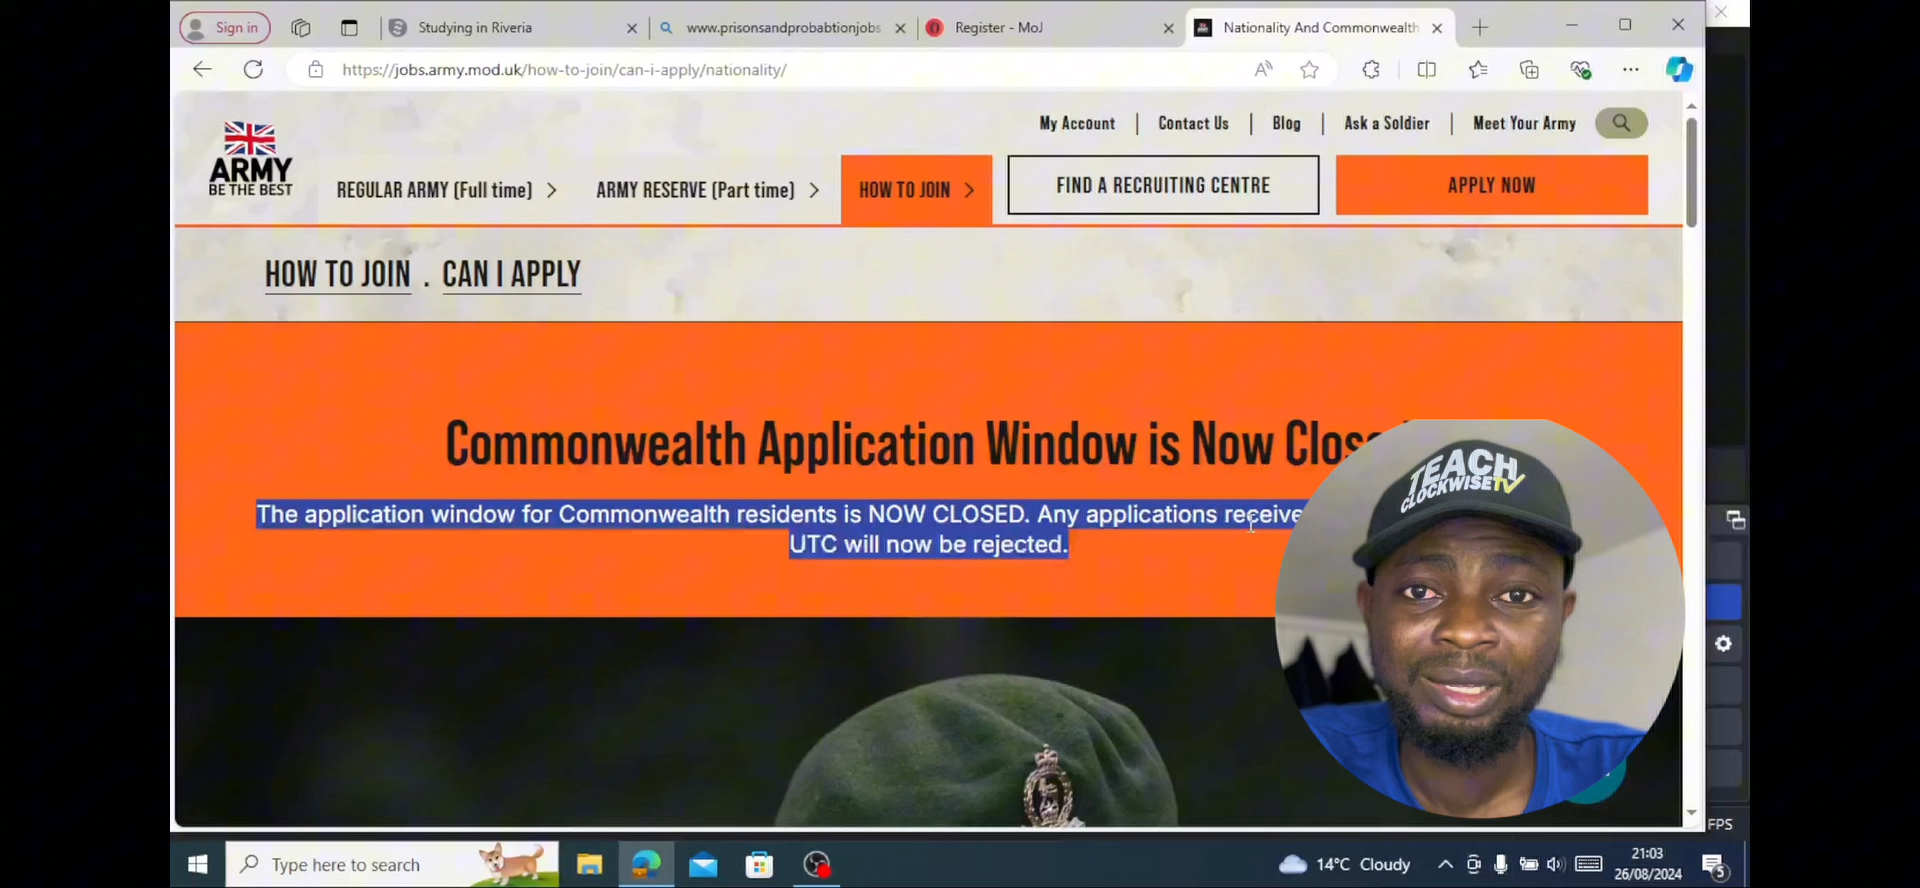 Sign in
Studying in Riveria
www.prisonsandprobabtionjobs
Register - MoJ
Nationality And Commonwealth
https://jobs.army.mod.uk/how-to-join/can-i-apply/nationality/
My Account | Contact Us | Blog | Ask a Soldier | Meet Your Army
ARMY
BE THE BEST
REGULAR ARMY (Full time)
ARMY RESERVE (Part time)
HOW TO JOIN
FIND A RECRUITING CENTRE
APPLY NOW
HOW TO JOIN . CAN I APPLY
Commonwealth Application Window is Now
The application window for Commonwealth residents is NOW CLOSED. Any applications
UTC will now be rejected.
TEACH
CLOCKWISETV
FPS
Type here to search
14°C Cloudy
21:03
26/08/2024
5